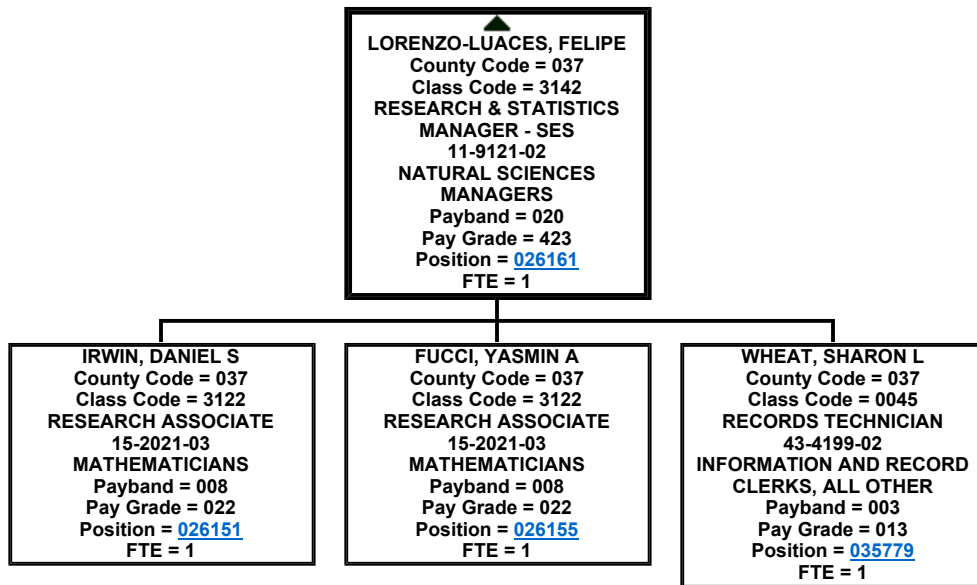 LORENZO-LUACES, FELIPE
County Code = 037
Class Code = 3142
RESEARCH & STATISTICS
MANAGER - SES
11-9121-02
NATURAL SCIENCES
MANAGERS
Payband = 020
Pay Grade = 423
Position = 026161
FTE = 1
IRWIN, DANIEL S
County Code = 037
Class Code = 3122
RESEARCH ASSOCIATE
15-2021-03
MATHEMATICIANS
Payband = 008
Pay Grade = 022
Position = 026151
FTE = 1
FUCCI, YASMIN A
County Code = 037
Class Code = 3122
RESEARCH ASSOCIATE
15-2021-03
MATHEMATICIANS
Payband = 008
Pay Grade = 022
Position = 026155
FTE = 1
WHEAT, SHARON L
County Code = 037
Class Code = 0045
RECORDS TECHNICIAN
43-4199-02
INFORMATION AND RECORD
CLERKS, ALL OTHER
Payband = 003
Pay Grade = 013
Position = 035779
FTE = 1